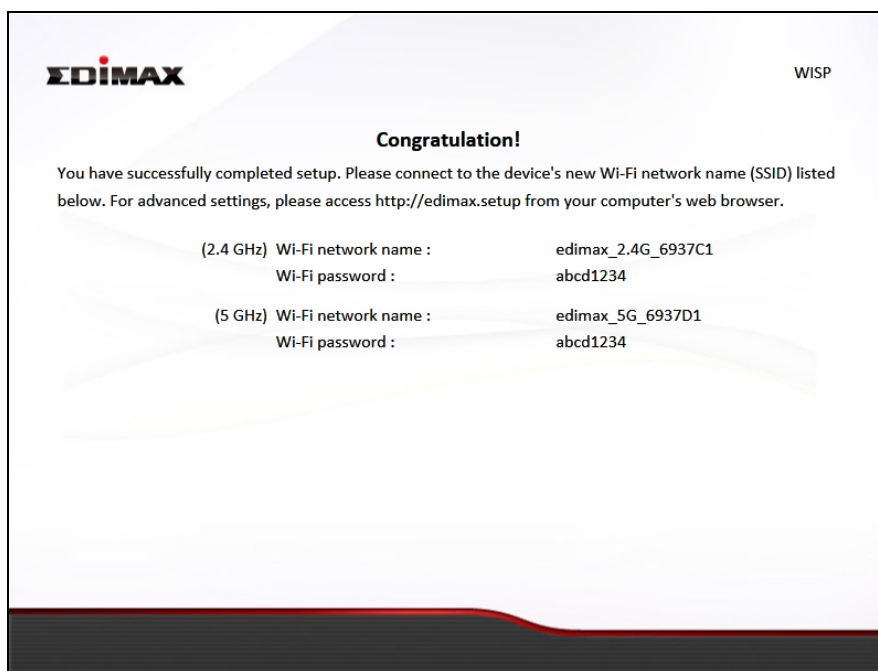 EDIMAX
WISP
Congratulation!
You have successfully completed setup. Please connect to the device's new Wi-Fi network name (SSID) listed
below. For advanced settings, please access http://edimax.setup from your computer's web browser.
(2.4 GHz) Wi-Fi network name : edimax_2.4G_6937C1
Wi-Fi password : abcd1234
(5 GHz) Wi-Fi network name : edimax_5G_6937D1
Wi-Fi password : abcd1234